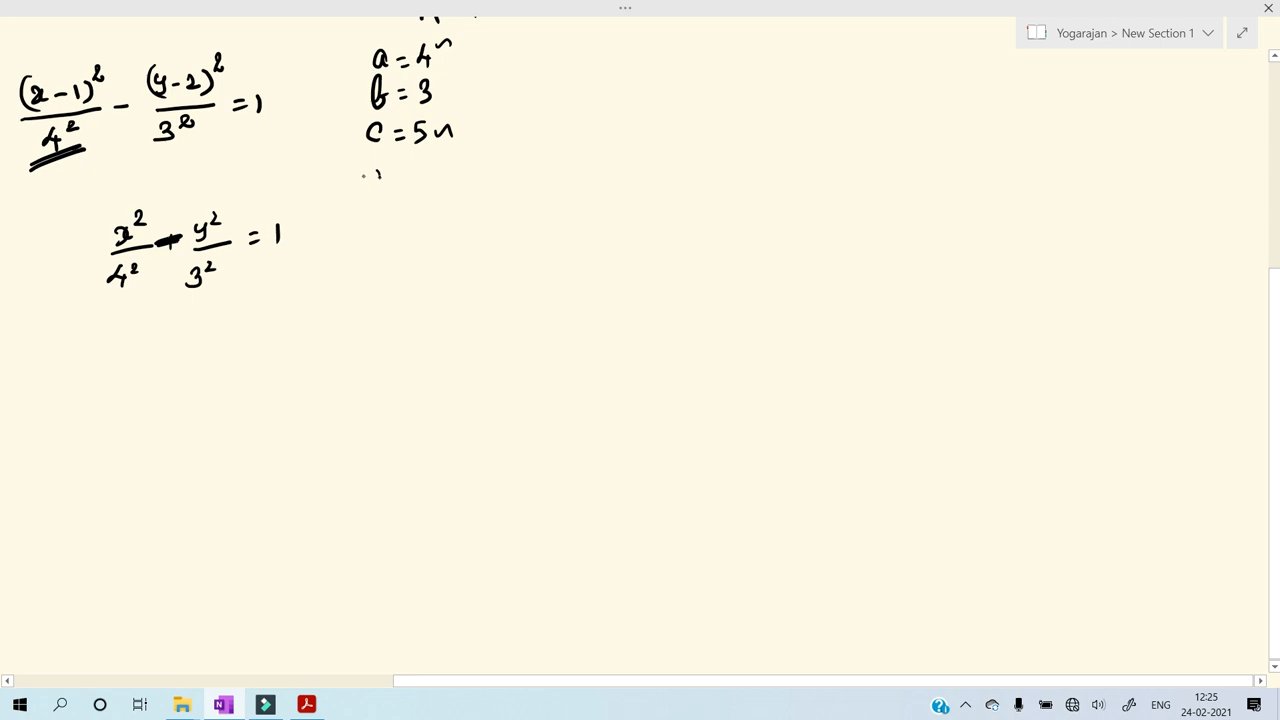 Yogarajan > New Section 1
(x-1)²/4² - (y-2)²/3² = 1
a = 4
b = 3
c = 5
x²/4² - y²/3² = 1
ENG
12:25
24-02-2021